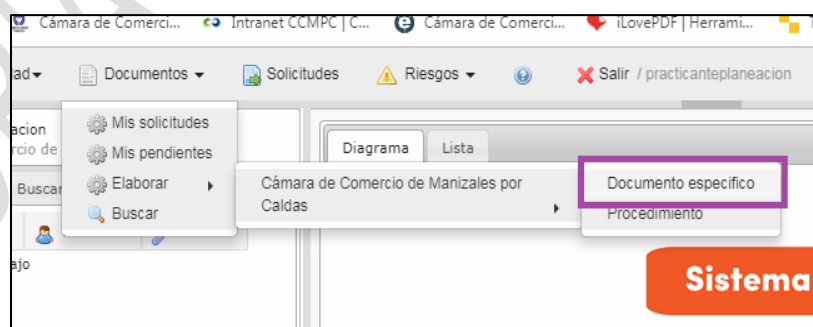 Cámara de Comerci... Intranet CCMPC | C... Cámara de Comerci... iLovePDF | Herrami...
dad Documentos Solicitudes Riesgos Salir / practicanteplaneacion
acion
rcio de
Buscar
ajo
Mis solicitudes
Mis pendientes
Elaborar
Buscar
Cámara de Comercio de Manizales por
Caldas
Diagrama Lista
Documento especifico
Procedimiento
Sistema